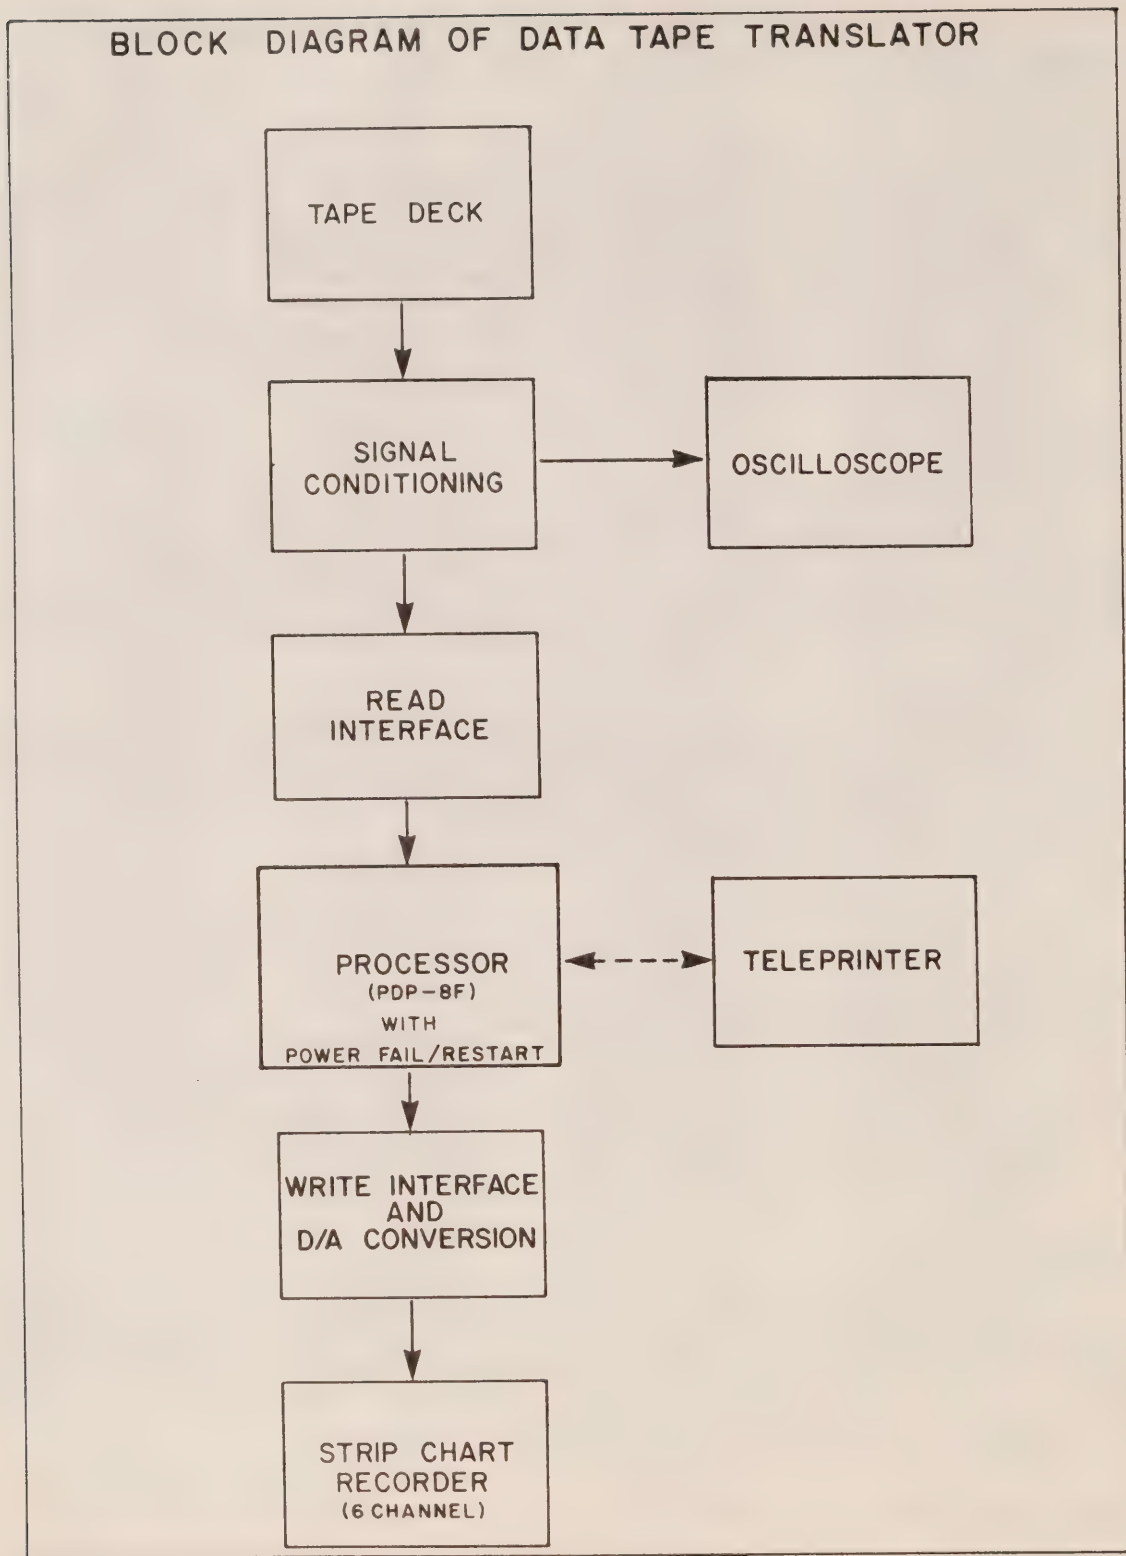 BLOCK DIAGRAM OF DATA TAPE TRANSLATOR
TAPE DECK
SIGNAL
CONDITIONING
OSCILLOSCOPE
READ
INTERFACE
PROCESSOR
(PDP-8F)
WITH
POWER FAIL/RESTART
TELEPRINTER
WRITE INTERFACE
AND
D/A CONVERSION
STRIP CHART
RECORDER
(6 CHANNEL)